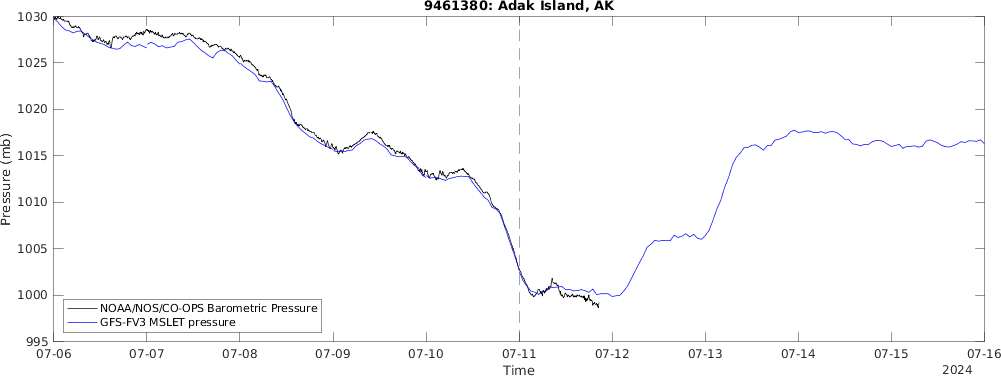 9461380: Adak Island, AK
1030
1025
1020
1015
1010
1005
1000
995
Pressure (mb)
NOAA/NOS/CO-OPS Barometric Pressure
GFS-FV3 MSLET pressure
07-06 07-07 07-08 07-09 07-10 07-11 07-12 07-13 07-14 07-15 07-16
Time
2024